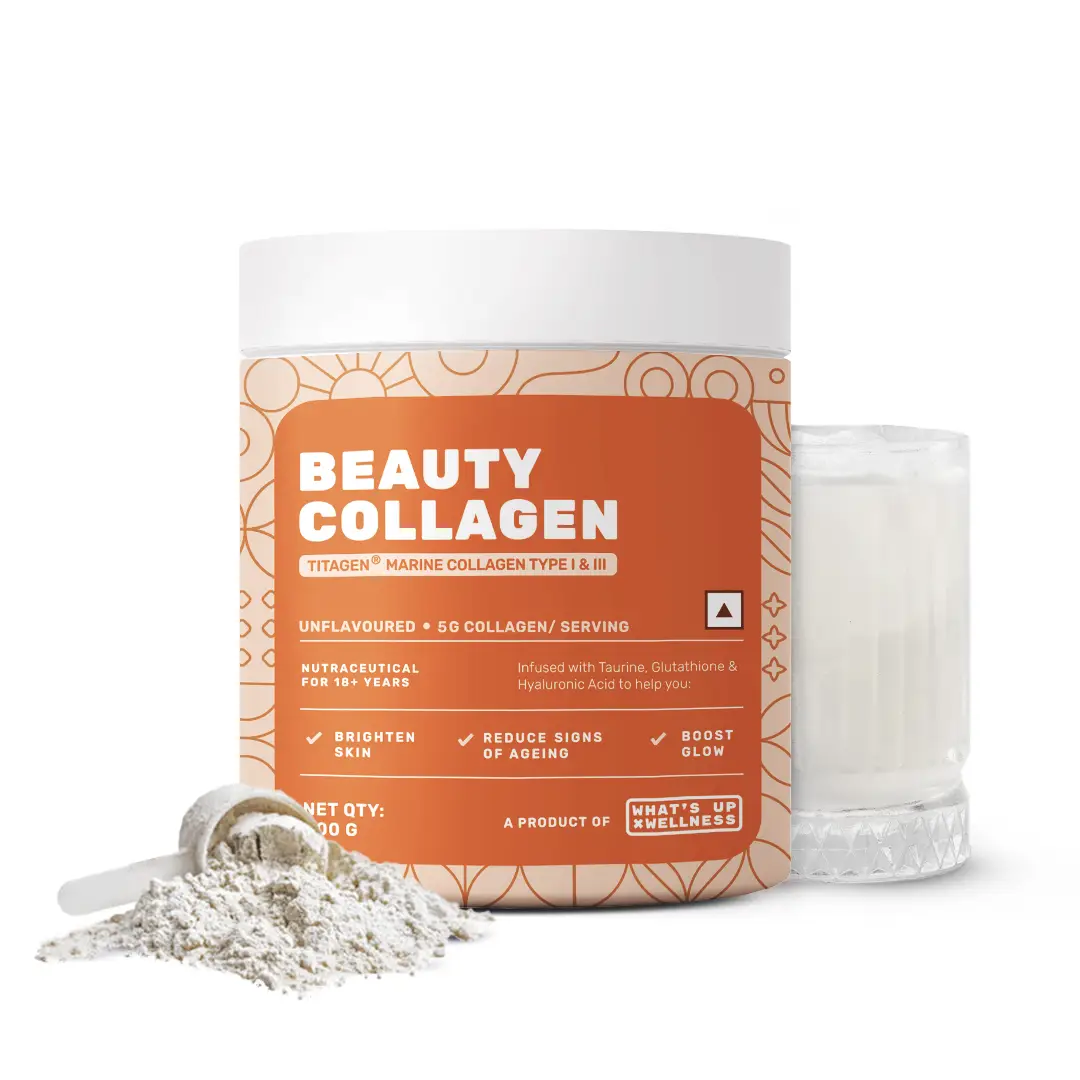 BEAUTY
COLLAGEN
TITAGEN® MARINE COLLAGEN TYPE I & III
UNFLAVOURED • 5G COLLAGEN/ SERVING
NUTRACEUTICAL
FOR 18+ YEARS
Infused with Taurine, Glutathione &
Hyaluronic Acid to help you:
BRIGHTEN
SKIN
REDUCE SIGNS
OF AGEING
BOOST
GLOW
NET QTY:
G
A PRODUCT OF
WHAT'S UP
WELLNESS